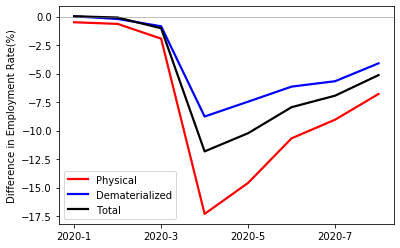 Difference in Employment Rate(%)
0.0
−2.5
−5.0
−7.5
−10.0
−12.5
−15.0
−17.5
Physical
Dematerialized
Total
2020-1 2020-3 2020-5 2020-7